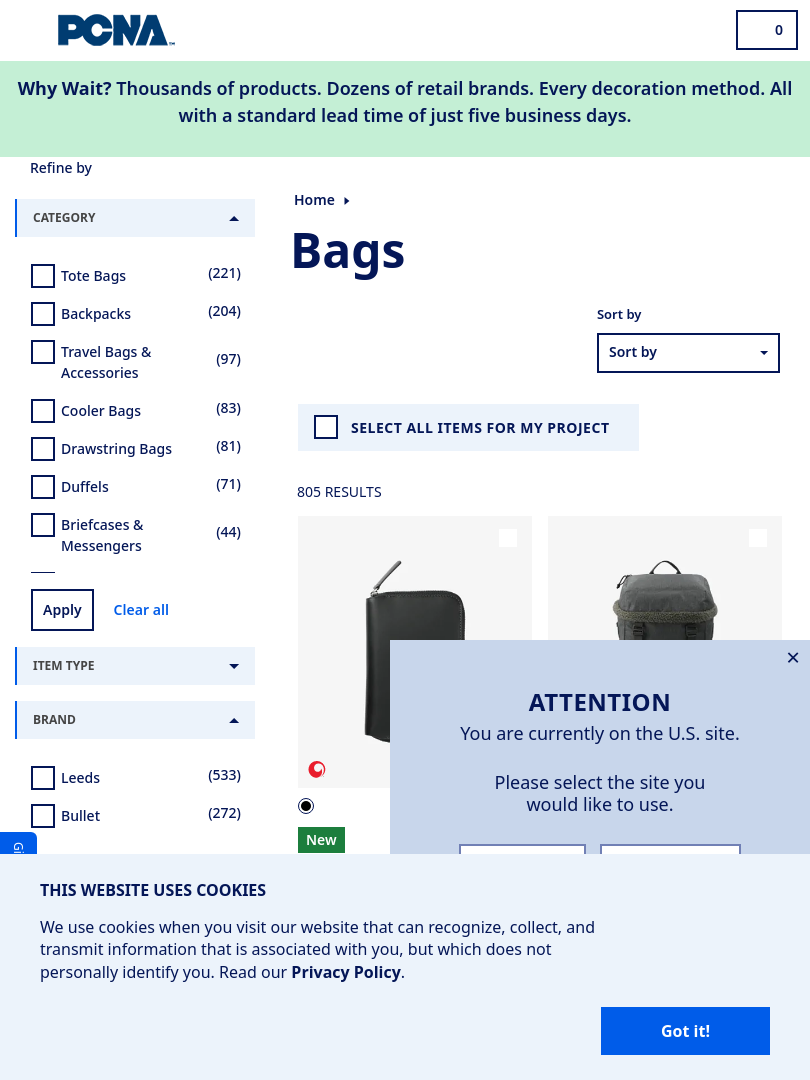 PCNA
0
Why Wait? Thousands of products. Dozens of retail brands. Every decoration method. All
with a standard lead time of just five business days.
Refine by
CATEGORY
Tote Bags (221)
Backpacks (204)
Travel Bags &
Accessories (97)
Cooler Bags (83)
Drawstring Bags (81)
Duffels (71)
Briefcases &
Messengers (44)
Apply Clear all
ITEM TYPE
BRAND
Leeds (533)
Bullet (272)
Home
Bags
Sort by
Sort by
SELECT ALL ITEMS FOR MY PROJECT
805 RESULTS
New
ATTENTION
You are currently on the U.S. site.
Please select the site you
would like to use.
THIS WEBSITE USES COOKIES
We use cookies when you visit our website that can recognize, collect, and
transmit information that is associated with you, but which does not
personally identify you. Read our Privacy Policy.
Got it!